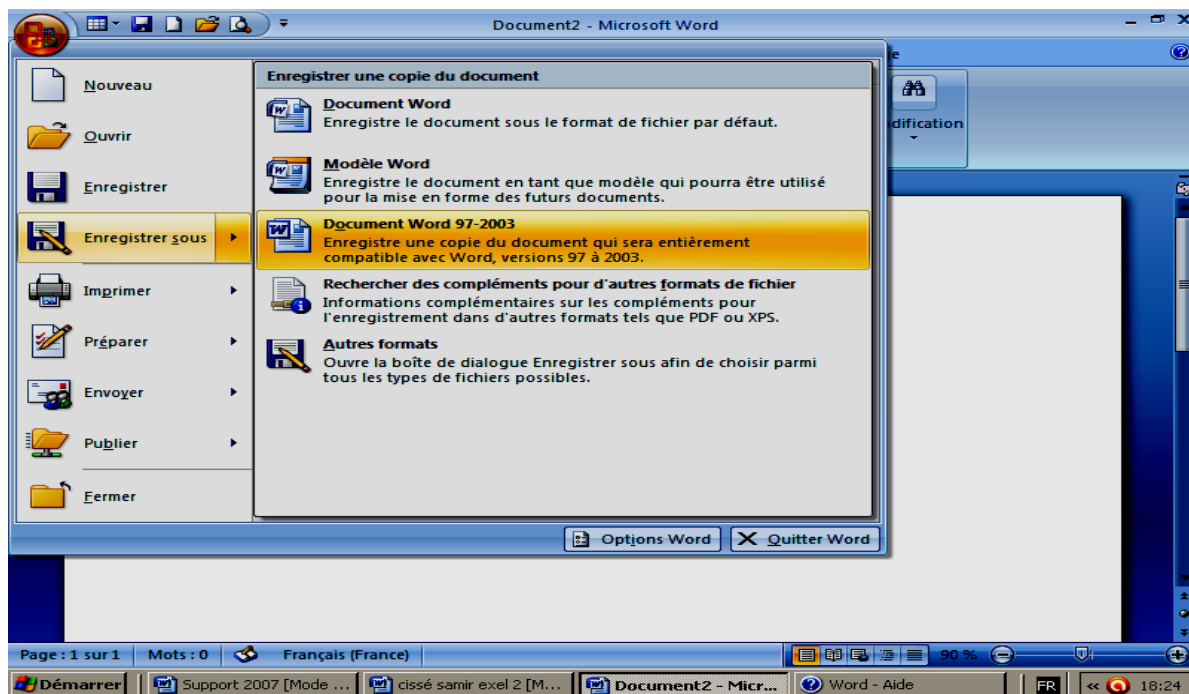 Document2 - Microsoft Word
Nouveau
Ouvrir
Enregistrer
Enregistrer sous
Imprimer
Préparer
Envoyer
Publier
Fermer
Enregistrer une copie du document
Document Word
Enregistre le document sous le format de fichier par défaut.
Modèle Word
Enregistre le document en tant que modèle qui pourra être utilisé
pour la mise en forme des futurs documents.
Document Word 97-2003
Enregistre une copie du document qui sera entièrement
compatible avec Word, versions 97 à 2003.
Rechercher des compléments pour d'autres formats de fichier
Informations complémentaires sur les compléments pour
l'enregistrement dans d'autres formats tels que PDF ou XPS.
Autres formats
Ouvre la boîte de dialogue Enregistrer sous afin de choisir parmi
tous les types de fichiers possibles.
Options Word
Quitter Word
dification
Page : 1 sur 1
Mots : 0
Français (France)
90 %
Démarrer
Support 2007 [Mode ...
cissé samir exel 2 [M...
Document2 - Micr...
Word - Aide
FR
«
18:24